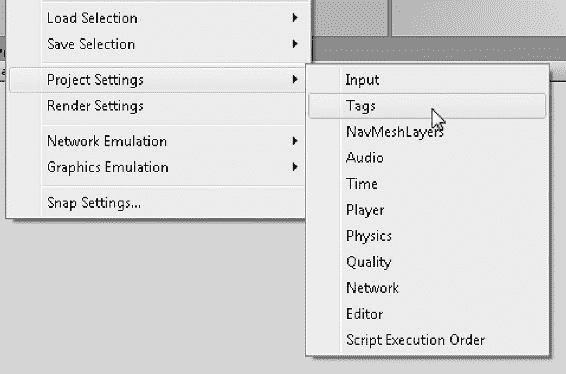 Load Selection
Save Selection
Project Settings
Render Settings
Network Emulation
Graphics Emulation
Snap Settings...
Input
Tags
NavMeshLayers
Audio
Time
Player
Physics
Quality
Network
Editor
Script Execution Order